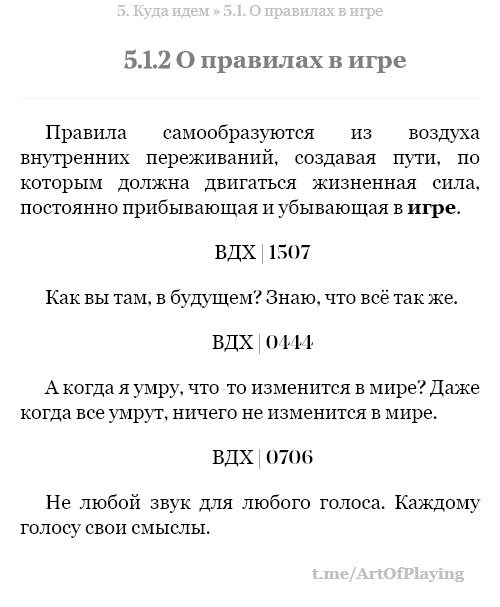 5. Куда идем » 5.1. О правилах в игре
5.1.2 О правилах в игре
Правила самообразуются из воздуха
внутренних переживаний, создавая пути, по
которым должна двигаться жизненная сила,
постоянно прибывающая и убывающая в игре.
ВДХ | 1507
Как вы там, в будущем? Знаю, что всё так же.
ВДХ | 0444
А когда я умру, что-то изменится в мире? Даже
когда все умрут, ничего не изменится в мире.
ВДХ | 0706
Не любой звук для любого голоса. Каждому
голосу свои смыслы.
t.me/ArtOfPlaying